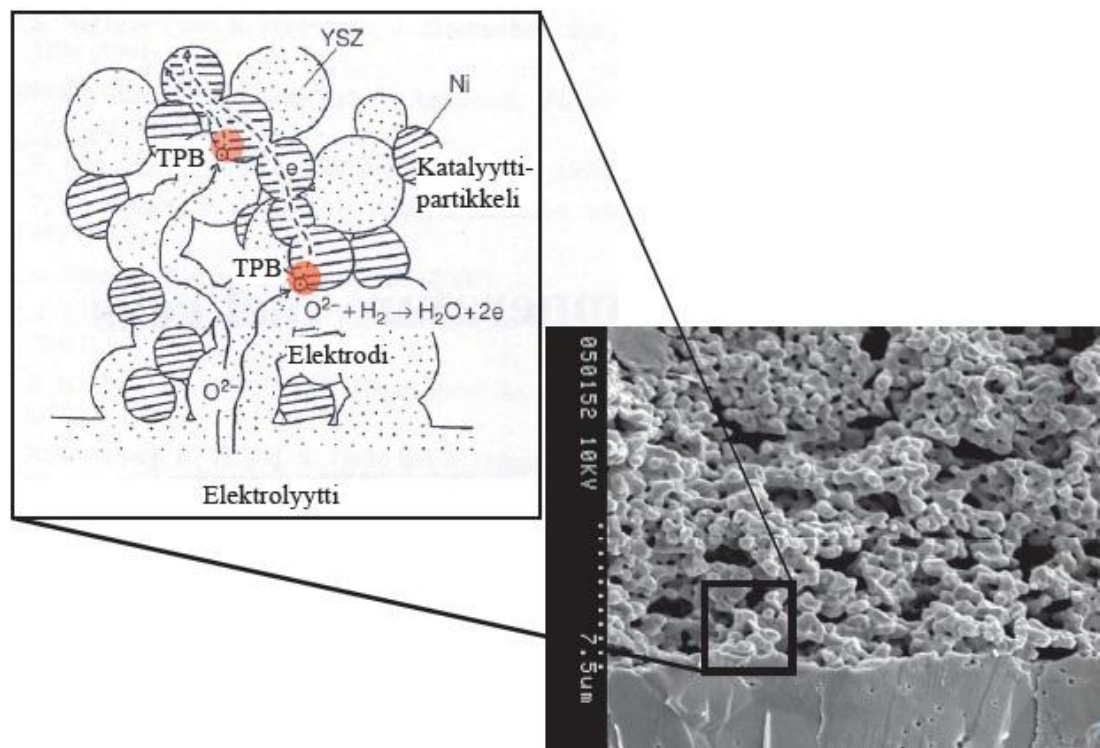 YSZ
Ni
TPB
Katalyytti-
partikkeli
e
TPB
O²⁻ + H₂ → H₂O + 2e
Elektrodi
O²⁻
Elektrolyytti
050152 10KV 7.5um